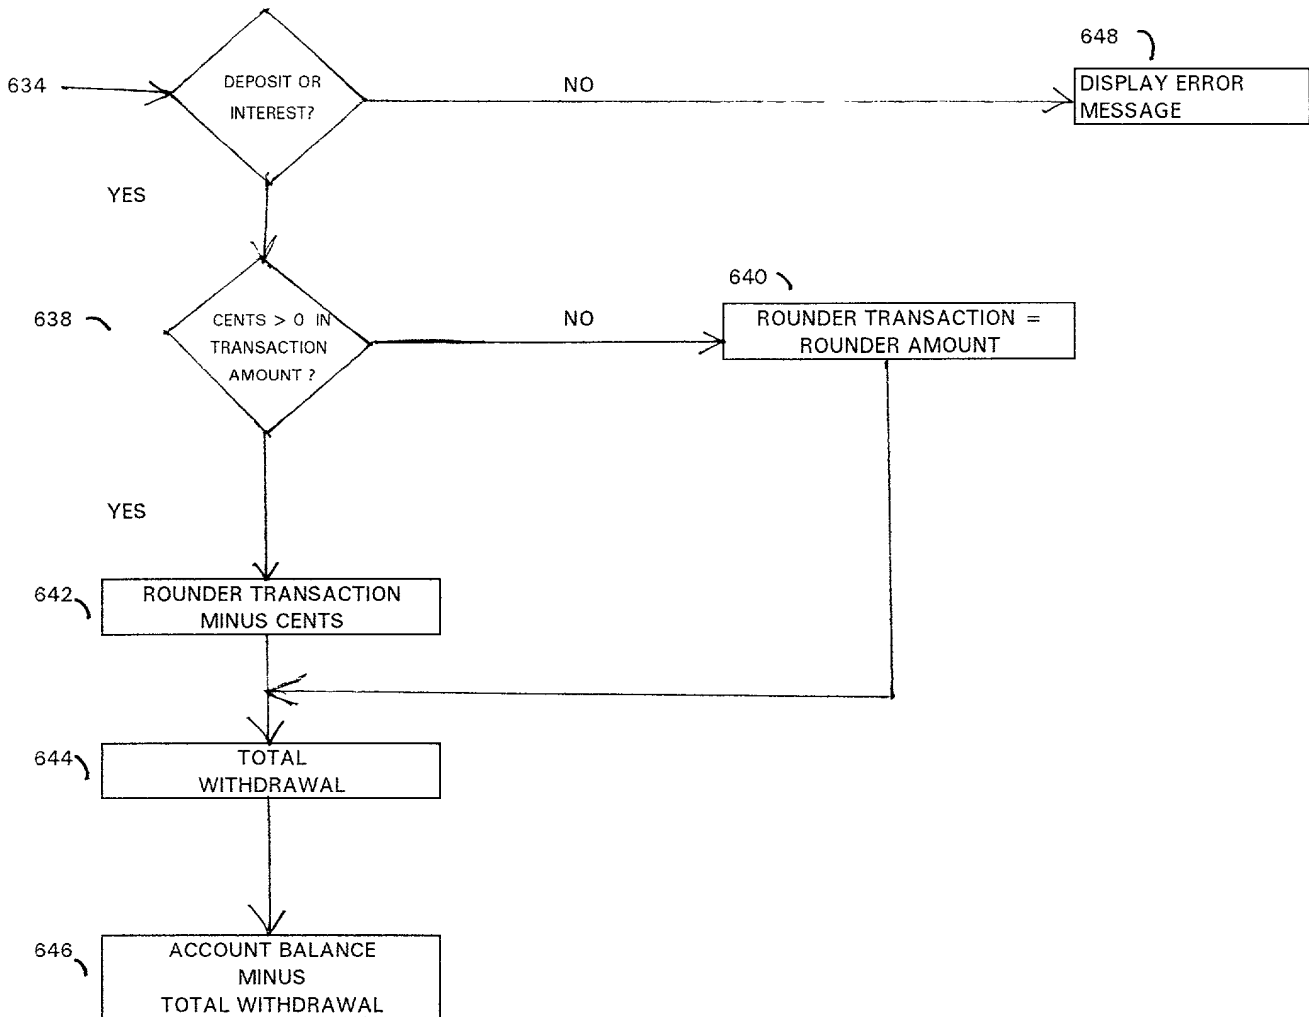 648
634
DEPOSIT OR
INTEREST?
NO
DISPLAY ERROR
MESSAGE
YES
640
638
CENTS > 0 IN
TRANSACTION
AMOUNT ?
NO
ROUNDER TRANSACTION =
ROUNDER AMOUNT
YES
642
ROUNDER TRANSACTION
MINUS CENTS
644
TOTAL
WITHDRAWAL
646
ACCOUNT BALANCE
MINUS
TOTAL WITHDRAWAL